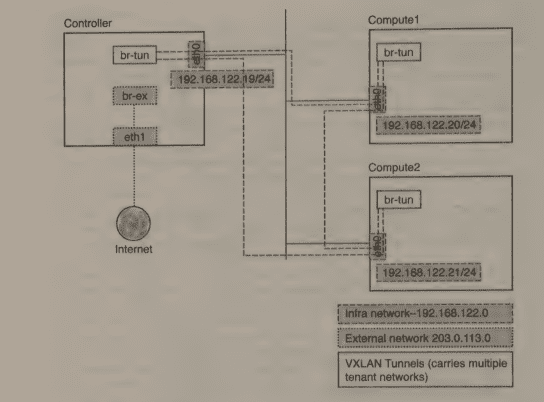 Controller
br-tun
eth0
192.168.122.19/24
br-ex
eth1
Internet
Compute1
br-tun
eth0
192.168.122.20/24
Compute2
br-tun
eth0
192.168.122.21/24
Infra network–192.168.122.0
External network 203.0.113.0
VXLAN Tunnels (carries multiple
tenant networks)